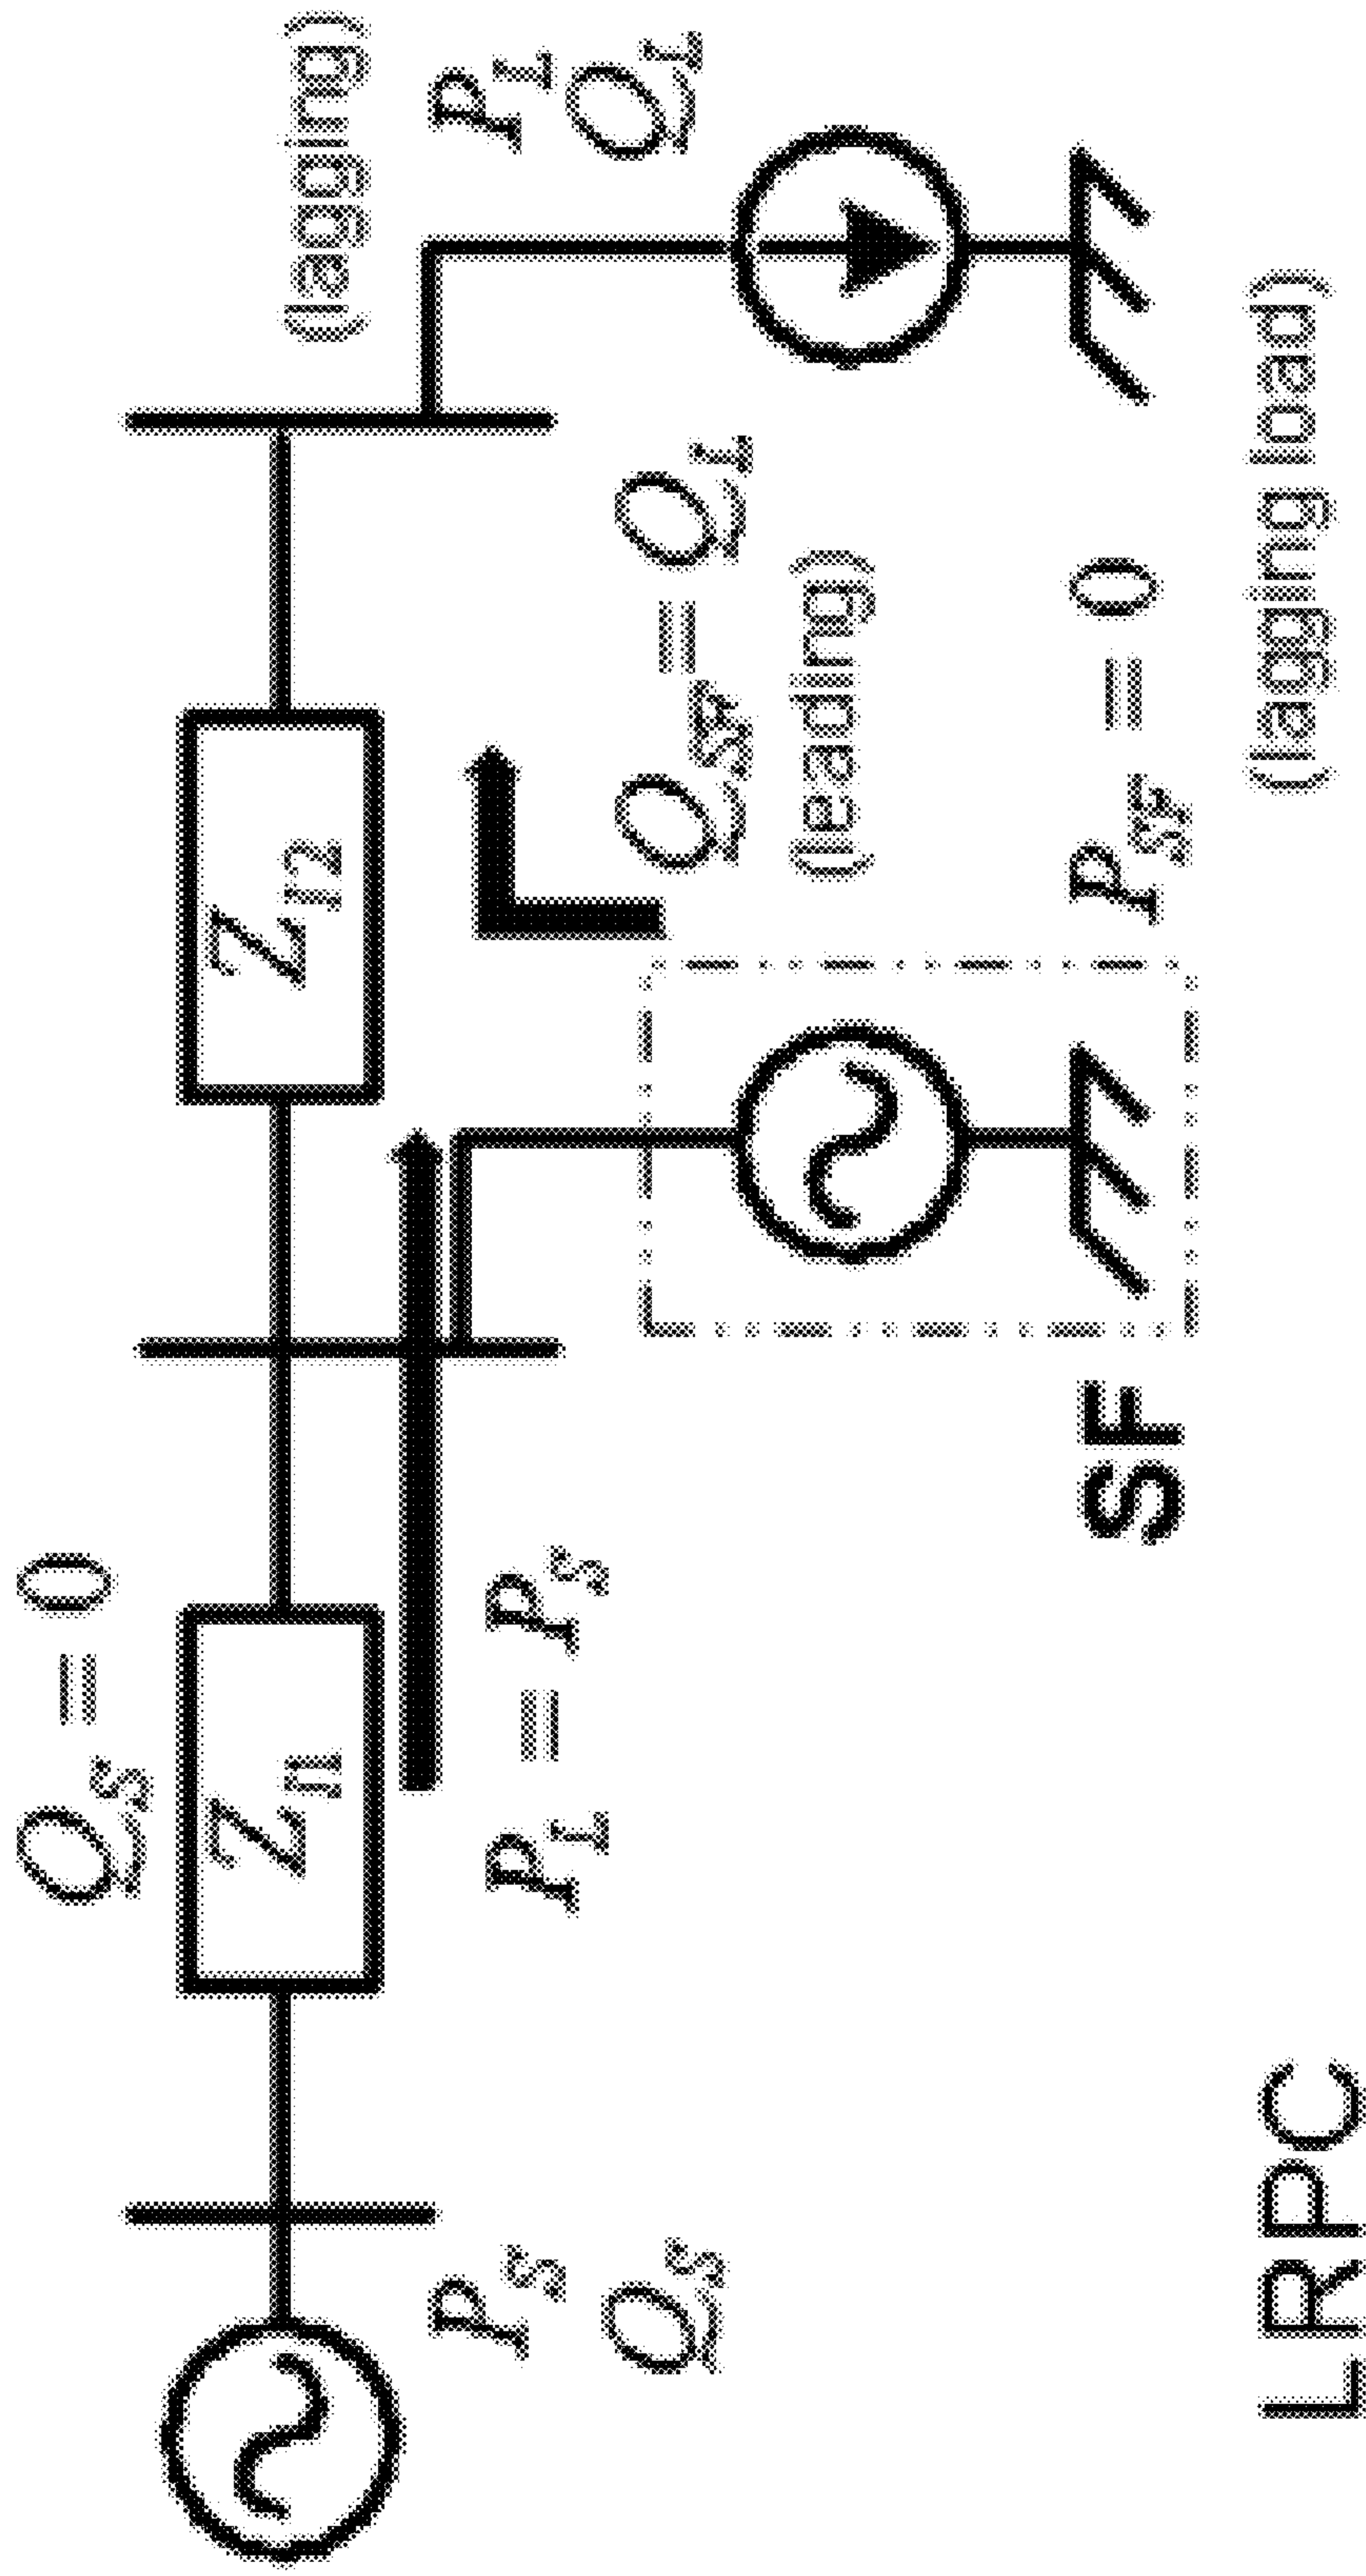 Q_s = 0
(lagging)
Z_l1
Z_l2
P_l
Q_l
P_l = P_s
P_s
Q_s
Q_SF = Q_l
(leading)
P_SF = 0
SF
LRPC
(lagging load)